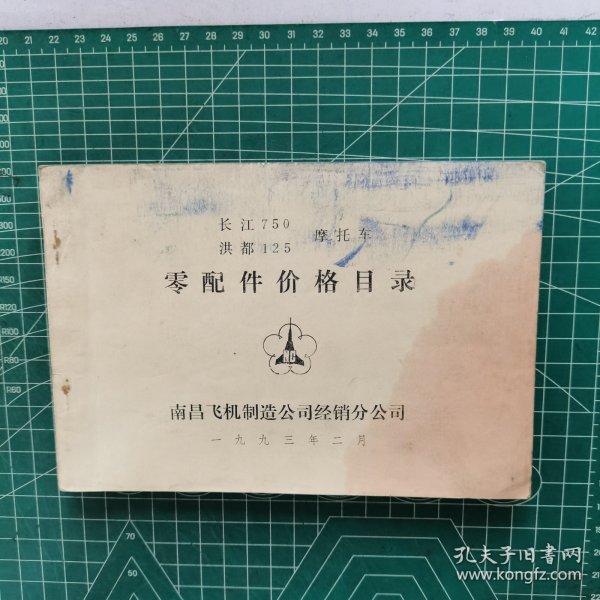 长江750
洪都125 摩托车
零配件价格目录
南昌飞机制造公司经销分公司
一九九三年二月
孔夫子旧书网
www.kongfz.com